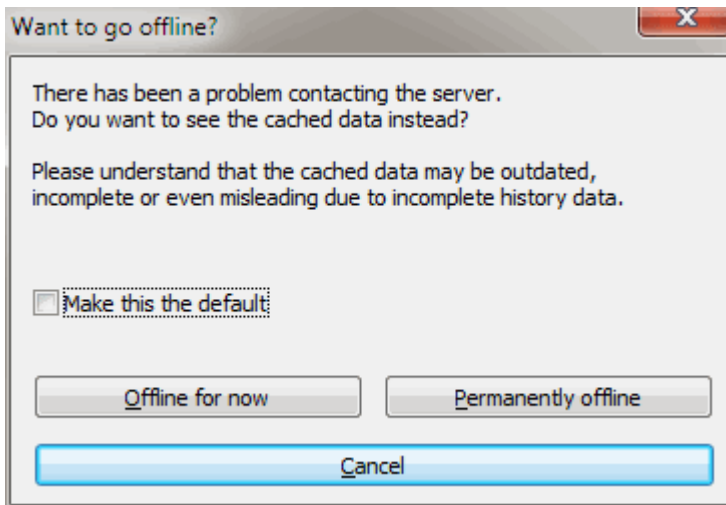 Want to go offline?
There has been a problem contacting the server.
Do you want to see the cached data instead?
Please understand that the cached data may be outdated,
incomplete or even misleading due to incomplete history data.
Make this the default
Offline for now
Permanently offline
Cancel